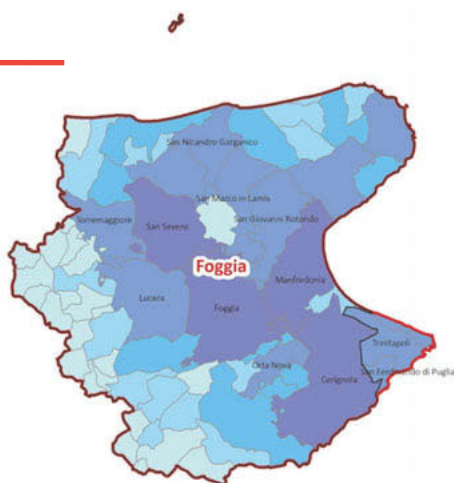 San Nicandro Garganico
San Marco in Lamis
Torremaggiore
San Severo
San Giovanni Rotondo
Foggia
Manfredonia
Lucera
Foggia
Trinitapoli
Orta Nova
San Ferdinando di Puglia
Cerignola